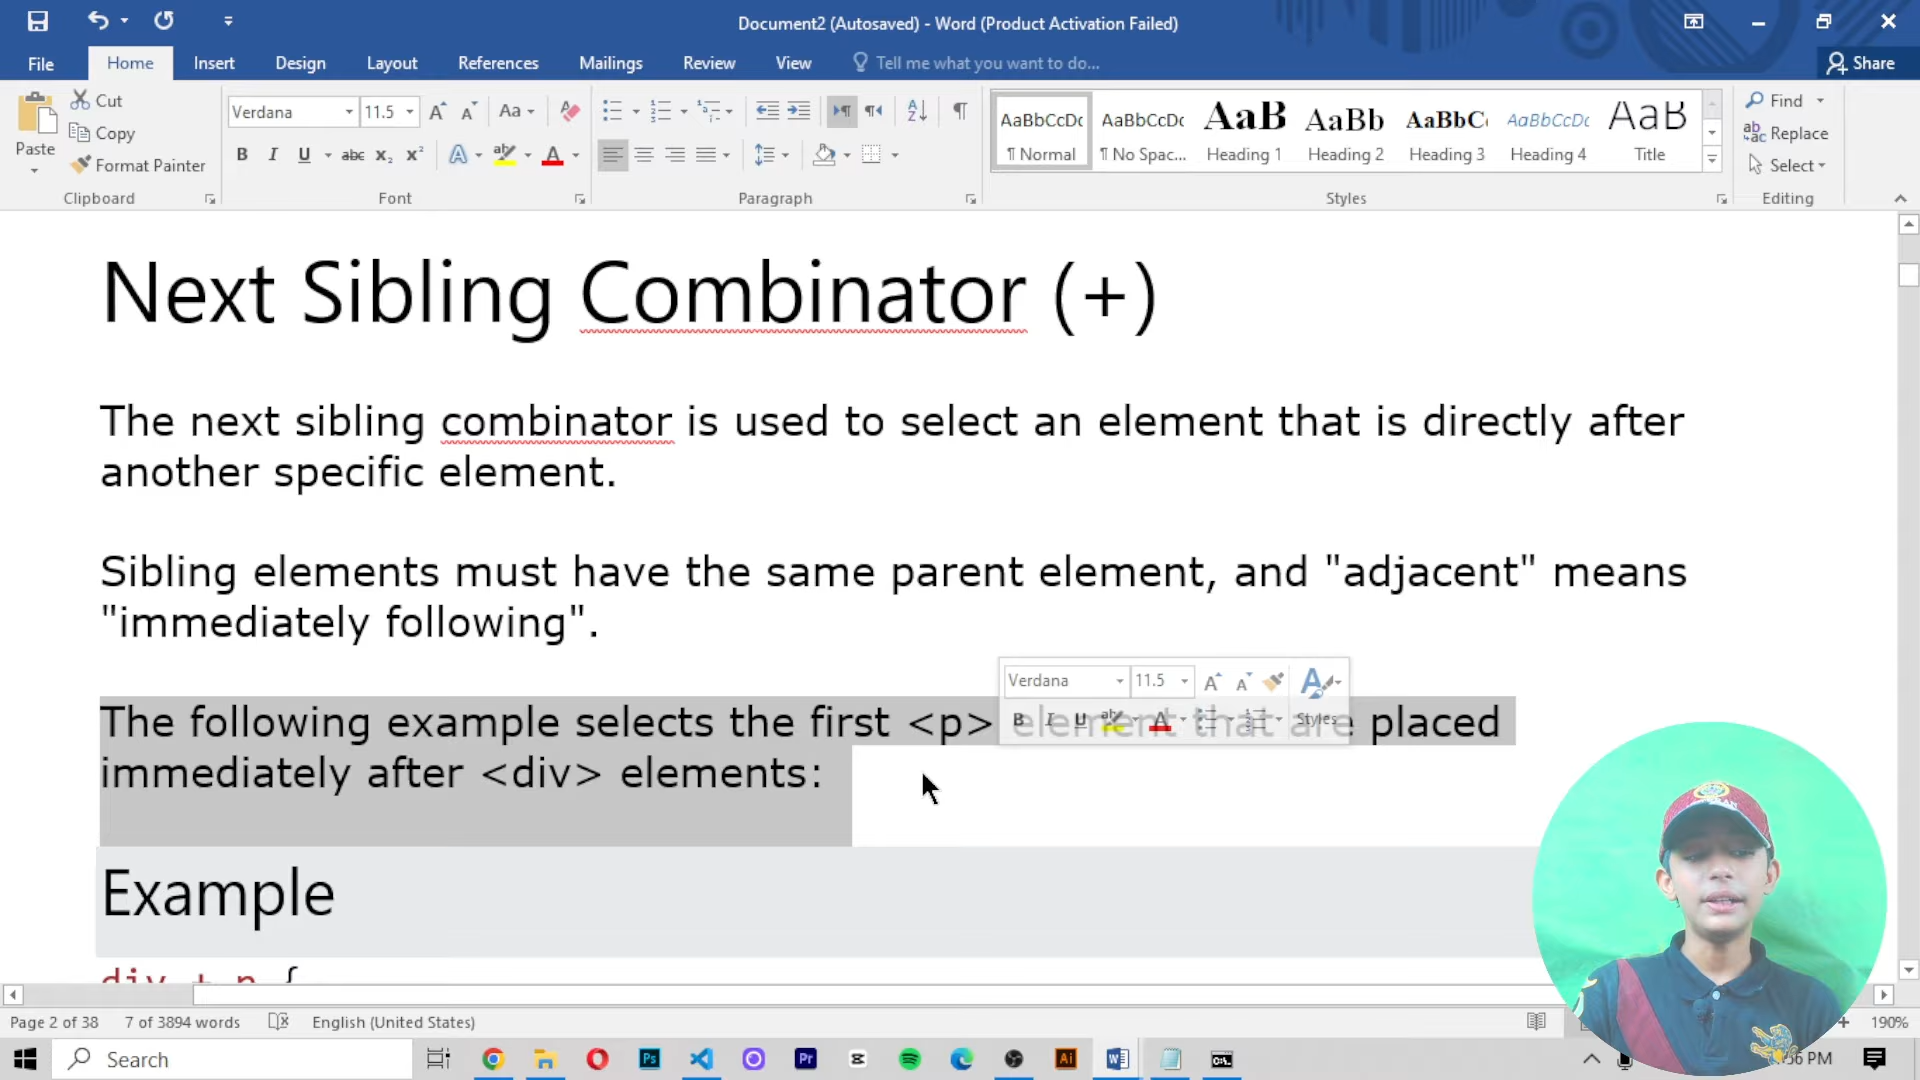 Document2 (Autosaved) - Word (Product Activation Failed)
File Home Insert Design Layout References Mailings Review View Tell me what you want to do... Share
Paste
Cut
Copy
Format Painter
Clipboard
Verdana 11.5
Font
Paragraph
AaBbCcDc AaBbCcDc AaB AaBb AaBbC AaBbCcDc AaB
¶ Normal ¶ No Spac... Heading 1 Heading 2 Heading 3 Heading 4 Title
Styles
Find
Replace
Select
Editing
Next Sibling Combinator (+)
The next sibling combinator is used to select an element that is directly after
another specific element.
Sibling elements must have the same parent element, and "adjacent" means
"immediately following".
Verdana 11.5
Styles
The following example selects the first <p> element that are placed
immediately after <div> elements:
Example
div + p {
Page 2 of 38 7 of 3894 words English (United States) 190%
Search